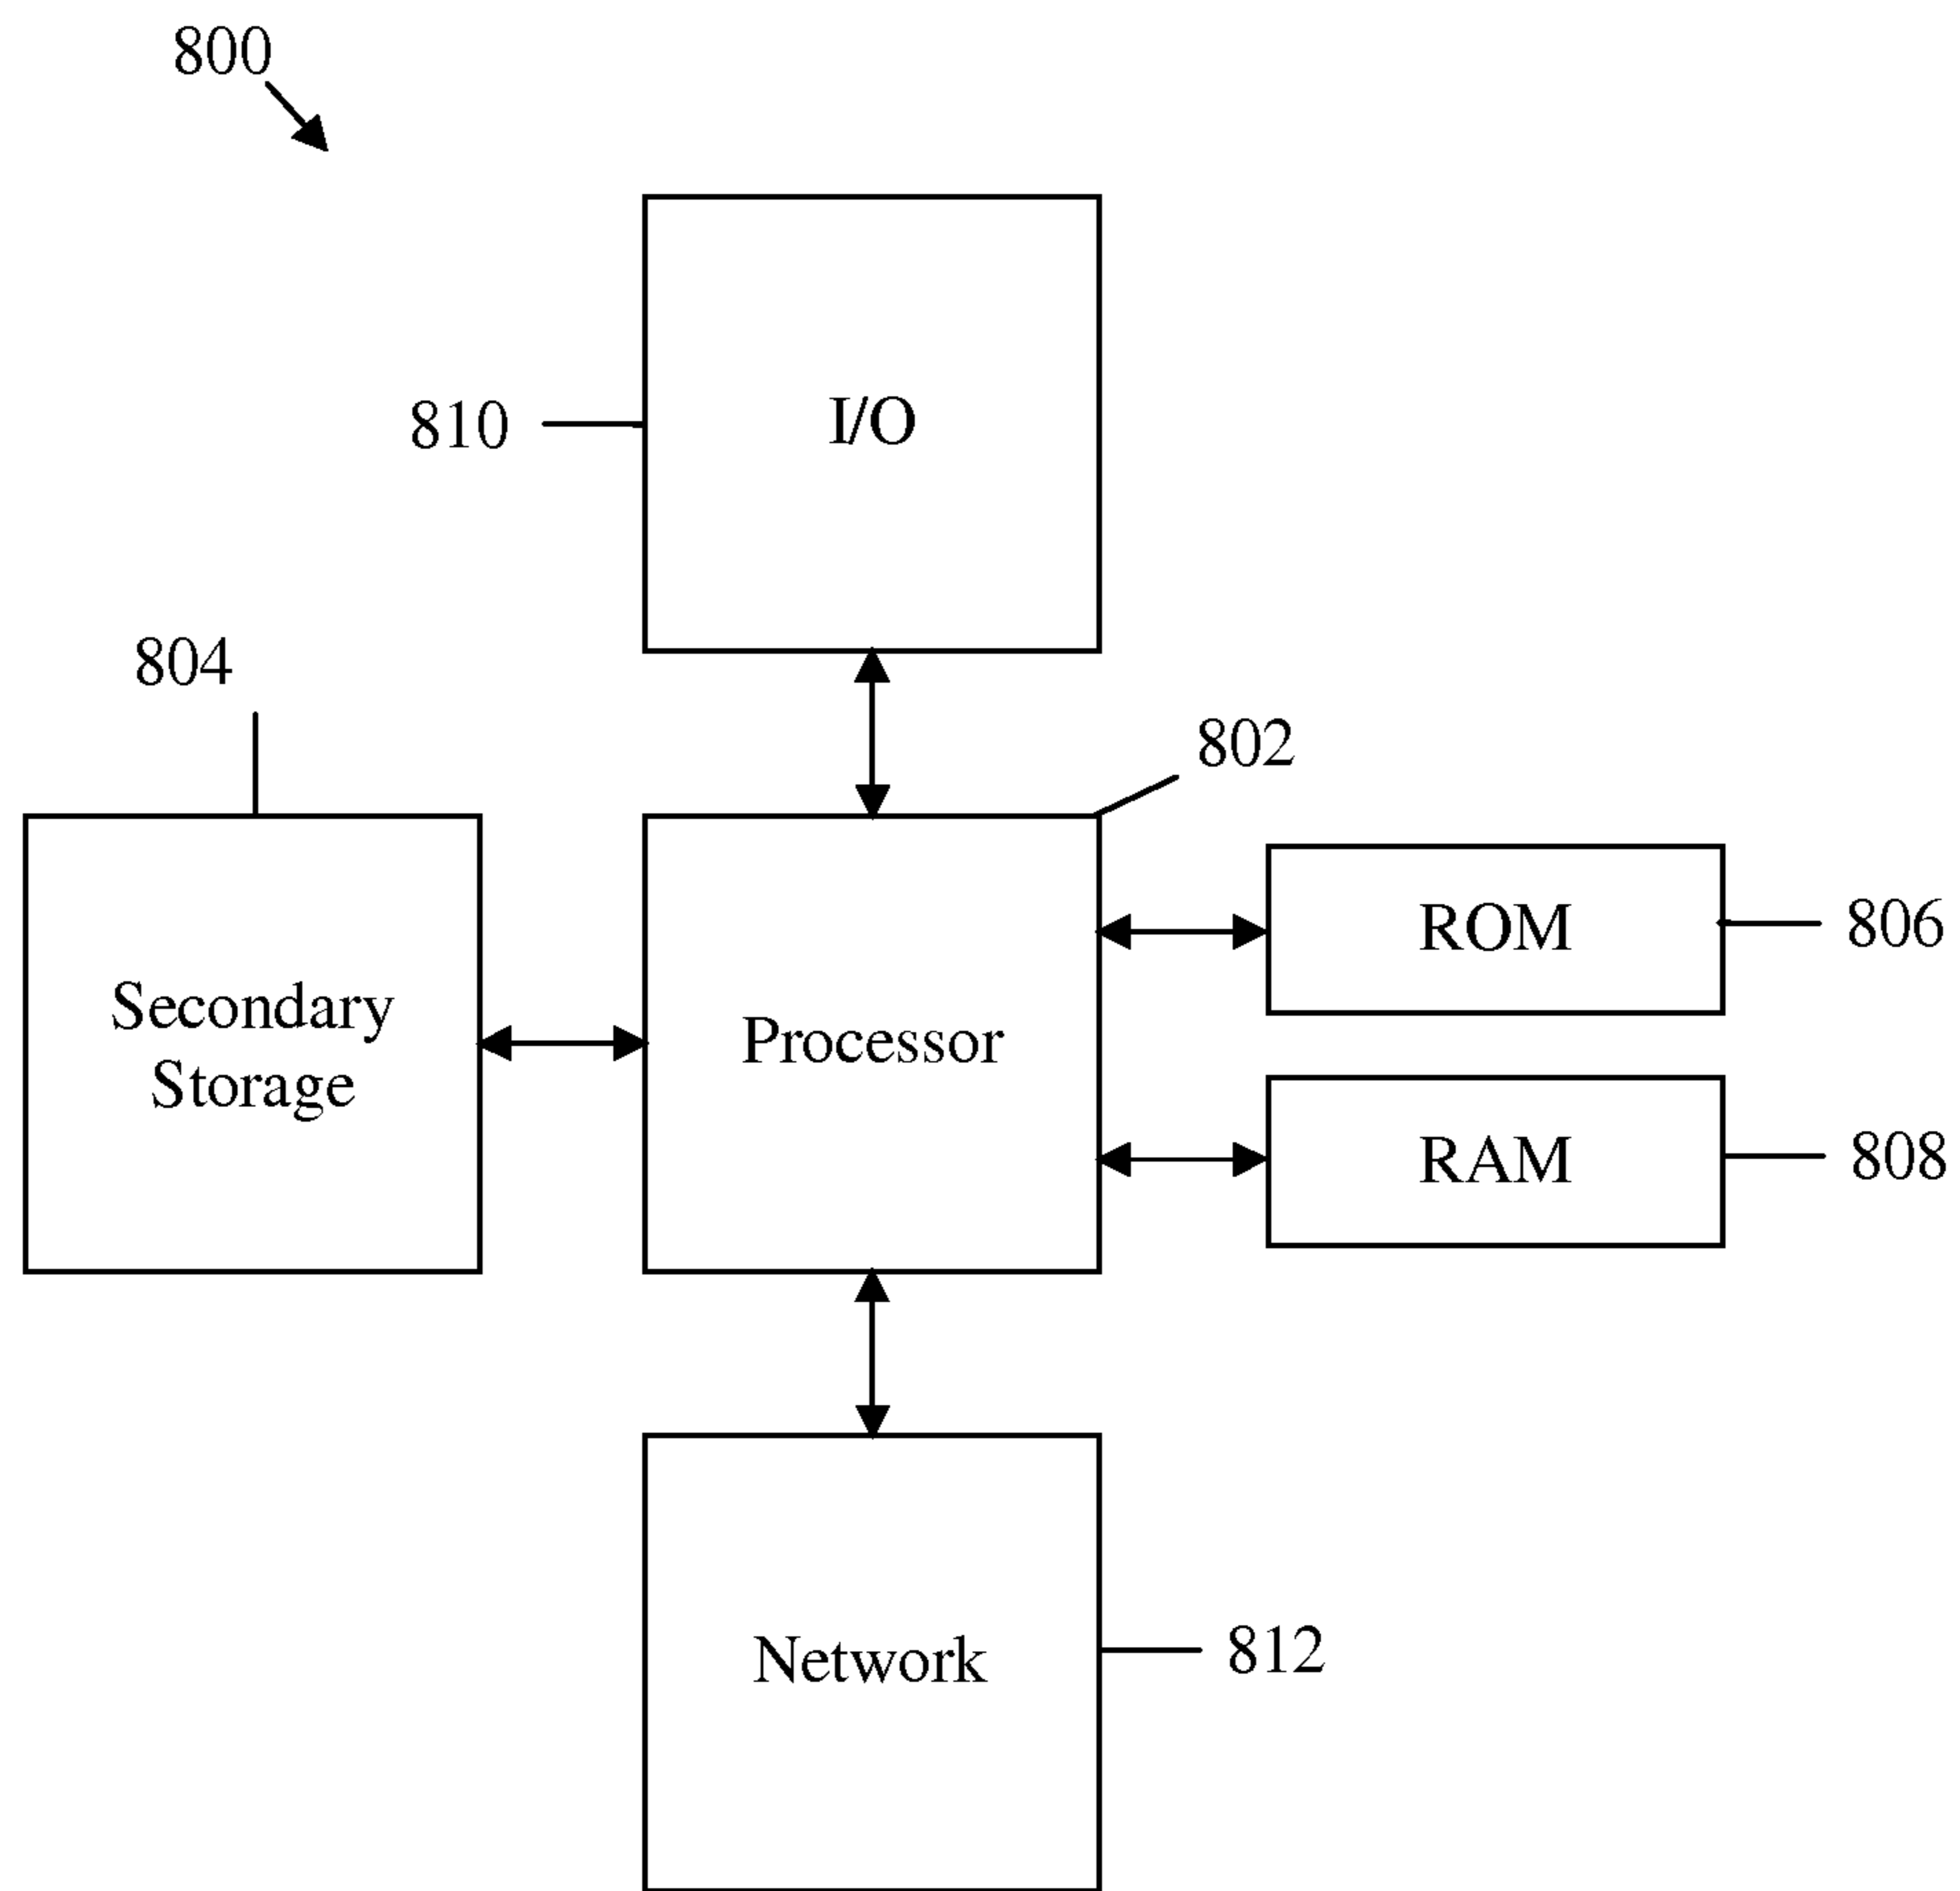 800
810
I/O
804
802
Secondary
Storage
Processor
ROM
806
RAM
808
Network
812